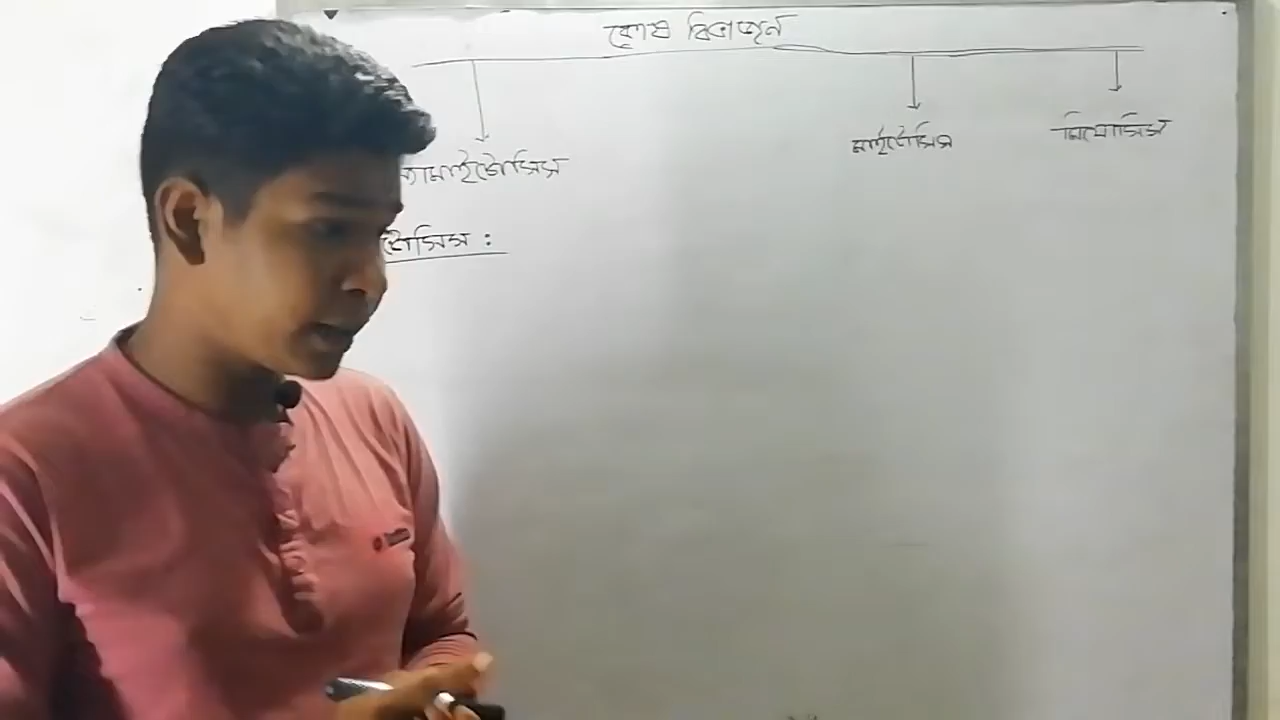 কোষ বিভাজন
মাইটোসিস
মিয়োসিস
্যামাইটোসিস
টোসিস :